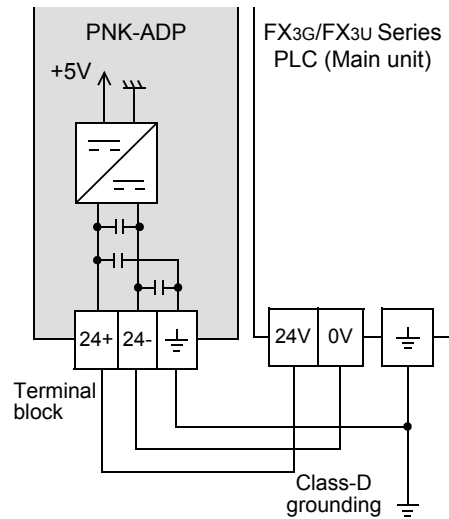 PNK-ADP
FX3G/FX3U Series
PLC (Main unit)
+5V
24+ 24-
24V 0V
Terminal
block
Class-D
grounding